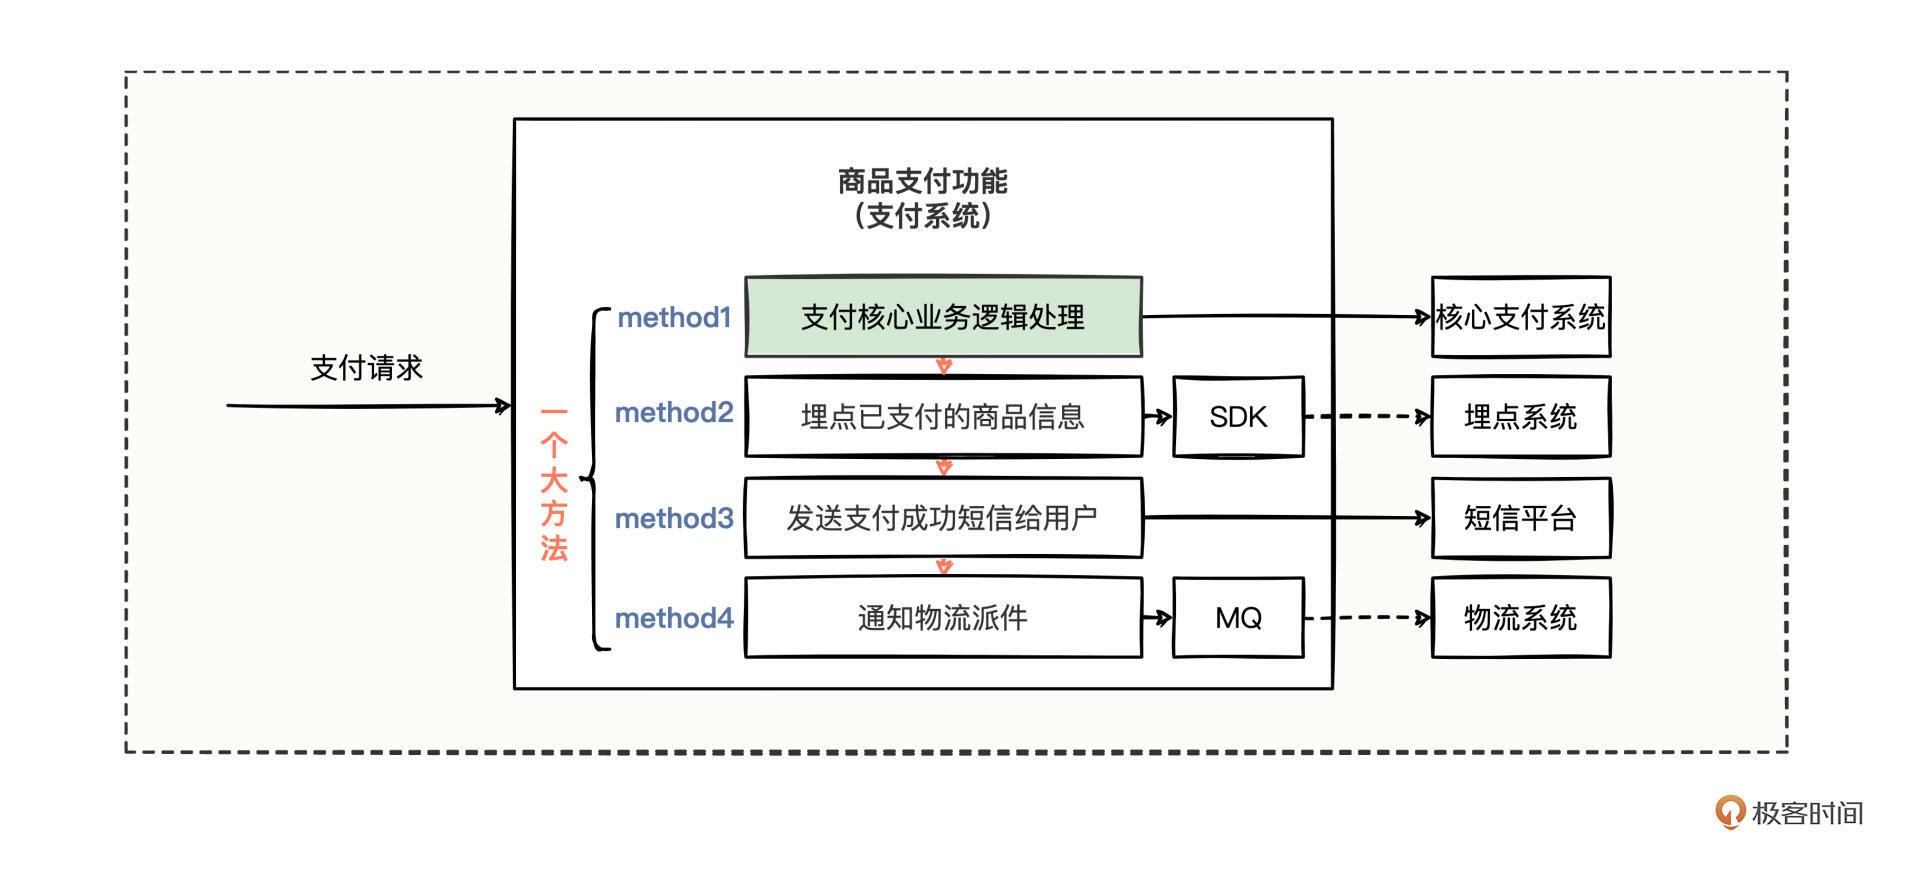 商品支付功能
（支付系统）
支付请求
一个大方法
method1
支付核心业务逻辑处理
核心支付系统
method2
埋点已支付的商品信息
SDK
埋点系统
method3
发送支付成功短信给用户
短信平台
method4
通知物流派件
MQ
物流系统
极客时间